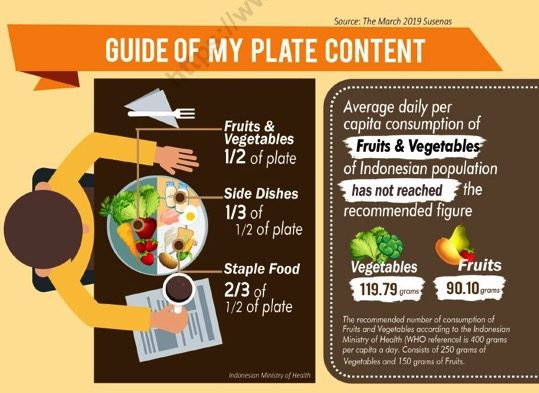 Source: The March 2019 Susenas
GUIDE OF MY PLATE CONTENT
Fruits &
Vegetables
1/2 of plate
Side Dishes
1/3 of
1/2 of plate
Staple Food
2/3 of
1/2 of plate
Indonesian Ministry of Health
Average daily per
capita consumption of
Fruits & Vegetables
of Indonesian population
has not reached the
recommended figure
Vegetables
119.79 grams
Fruits
90.10 grams
The recommended number of consumption of
Fruits and Vegetables according to the Indonesian
Ministry of Health (WHO reference) is 400 grams
per capita a day. Consists of 250 grams of
Vegetables and 150 grams of Fruits.